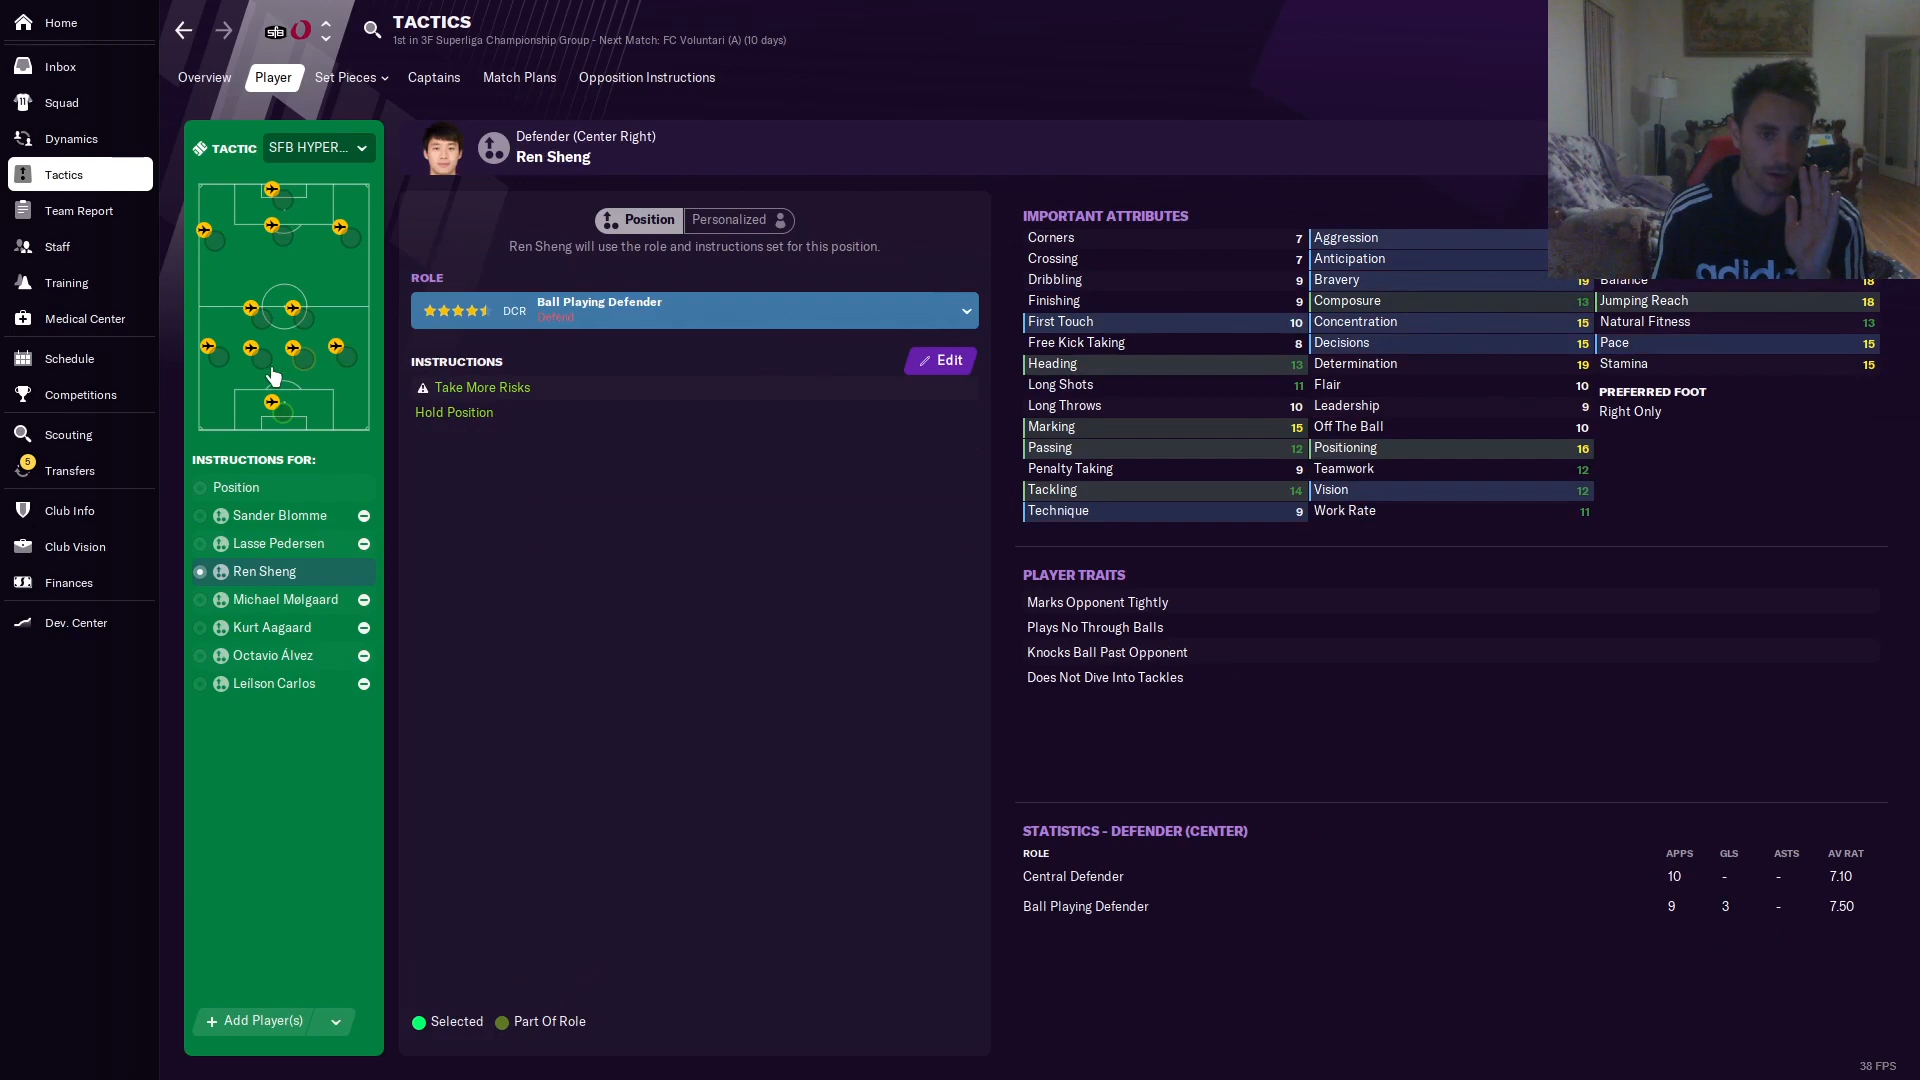 Home
Inbox
Squad
Dynamics
Tactics
Team Report
Staff
Training
Medical Center
Schedule
Competitions
Scouting
5
Transfers
Club Info
Club Vision
Finances
Dev. Center
SfB
TACTICS
1st in 3F Superliga Championship Group - Next Match: FC Voluntari (A) (10 days)
Overview
Player
Set Pieces
Captains
Match Plans
Opposition Instructions
TACTIC
SFB HYPER...
INSTRUCTIONS FOR:
Position
Sander Blomme
Lasse Pedersen
Ren Sheng
Michael Mølgaard
Kurt Aagaard
Octavio Álvez
Leílson Carlos
+ Add Player(s)
Defender (Center Right)
Ren Sheng
Position
Personalized
Ren Sheng will use the role and instructions set for this position.
ROLE
DCR
Ball Playing Defender
Defend
INSTRUCTIONS
Edit
Take More Risks
Hold Position
Selected
Part Of Role
IMPORTANT ATTRIBUTES
Corners 7
Crossing 7
Dribbling 9
Finishing 9
First Touch 10
Free Kick Taking 8
Heading 13
Long Shots 11
Long Throws 10
Marking 15
Passing 12
Penalty Taking 9
Tackling 14
Technique 9
Aggression
Anticipation
Bravery 19
Composure 13
Concentration 15
Decisions 15
Determination 19
Flair 10
Leadership 9
Off The Ball 10
Positioning 16
Teamwork 12
Vision 12
Work Rate 11
Balance 18
Jumping Reach 18
Natural Fitness 13
Pace 15
Stamina 15
PREFERRED FOOT
Right Only
PLAYER TRAITS
Marks Opponent Tightly
Plays No Through Balls
Knocks Ball Past Opponent
Does Not Dive Into Tackles
STATISTICS - DEFENDER (CENTER)
ROLE APPS GLS ASTS AV RAT
Central Defender 10 - - 7.10
Ball Playing Defender 9 3 - 7.50
adidas
38 FPS